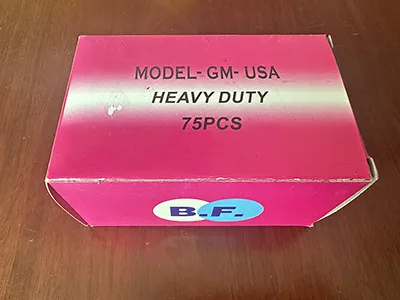 MODEL- GM- USA
HEAVY DUTY
75PCS
B.F.